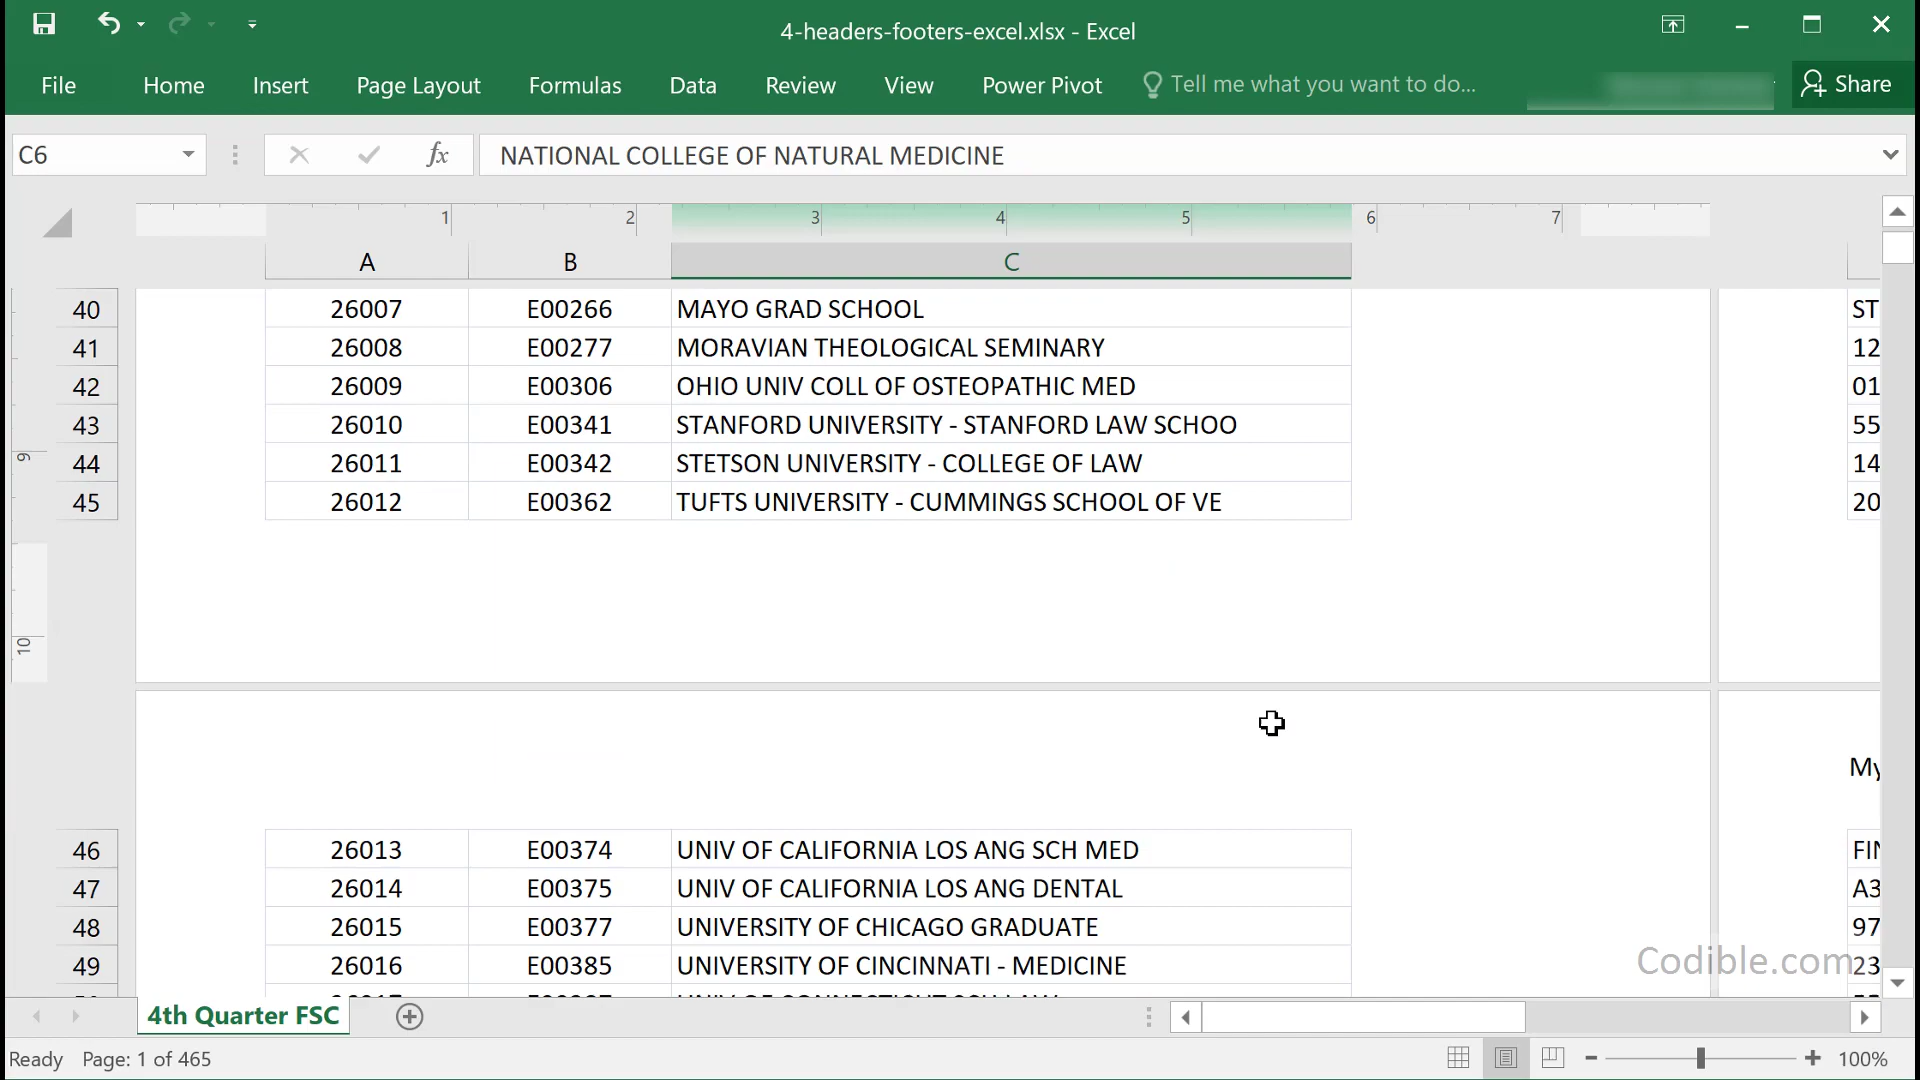 4-headers-footers-excel.xlsx - Excel
File Home Insert Page Layout Formulas Data Review View Power Pivot Tell me what you want to do... Share
C6 fx NATIONAL COLLEGE OF NATURAL MEDICINE
1 2 3 4 5 6 7
A B C
40 26007 E00266 MAYO GRAD SCHOOL ST
41 26008 E00277 MORAVIAN THEOLOGICAL SEMINARY 12
42 26009 E00306 OHIO UNIV COLL OF OSTEOPATHIC MED 01
43 26010 E00341 STANFORD UNIVERSITY - STANFORD LAW SCHOO 55
44 26011 E00342 STETSON UNIVERSITY - COLLEGE OF LAW 14
9
45 26012 E00362 TUFTS UNIVERSITY - CUMMINGS SCHOOL OF VE 20
10
My
46 26013 E00374 UNIV OF CALIFORNIA LOS ANG SCH MED FIN
47 26014 E00375 UNIV OF CALIFORNIA LOS ANG DENTAL A3
48 26015 E00377 UNIVERSITY OF CHICAGO GRADUATE 97
49 26016 E00385 UNIVERSITY OF CINCINNATI - MEDICINE 23
Codible.com
4th Quarter FSC
Ready Page: 1 of 465 100%